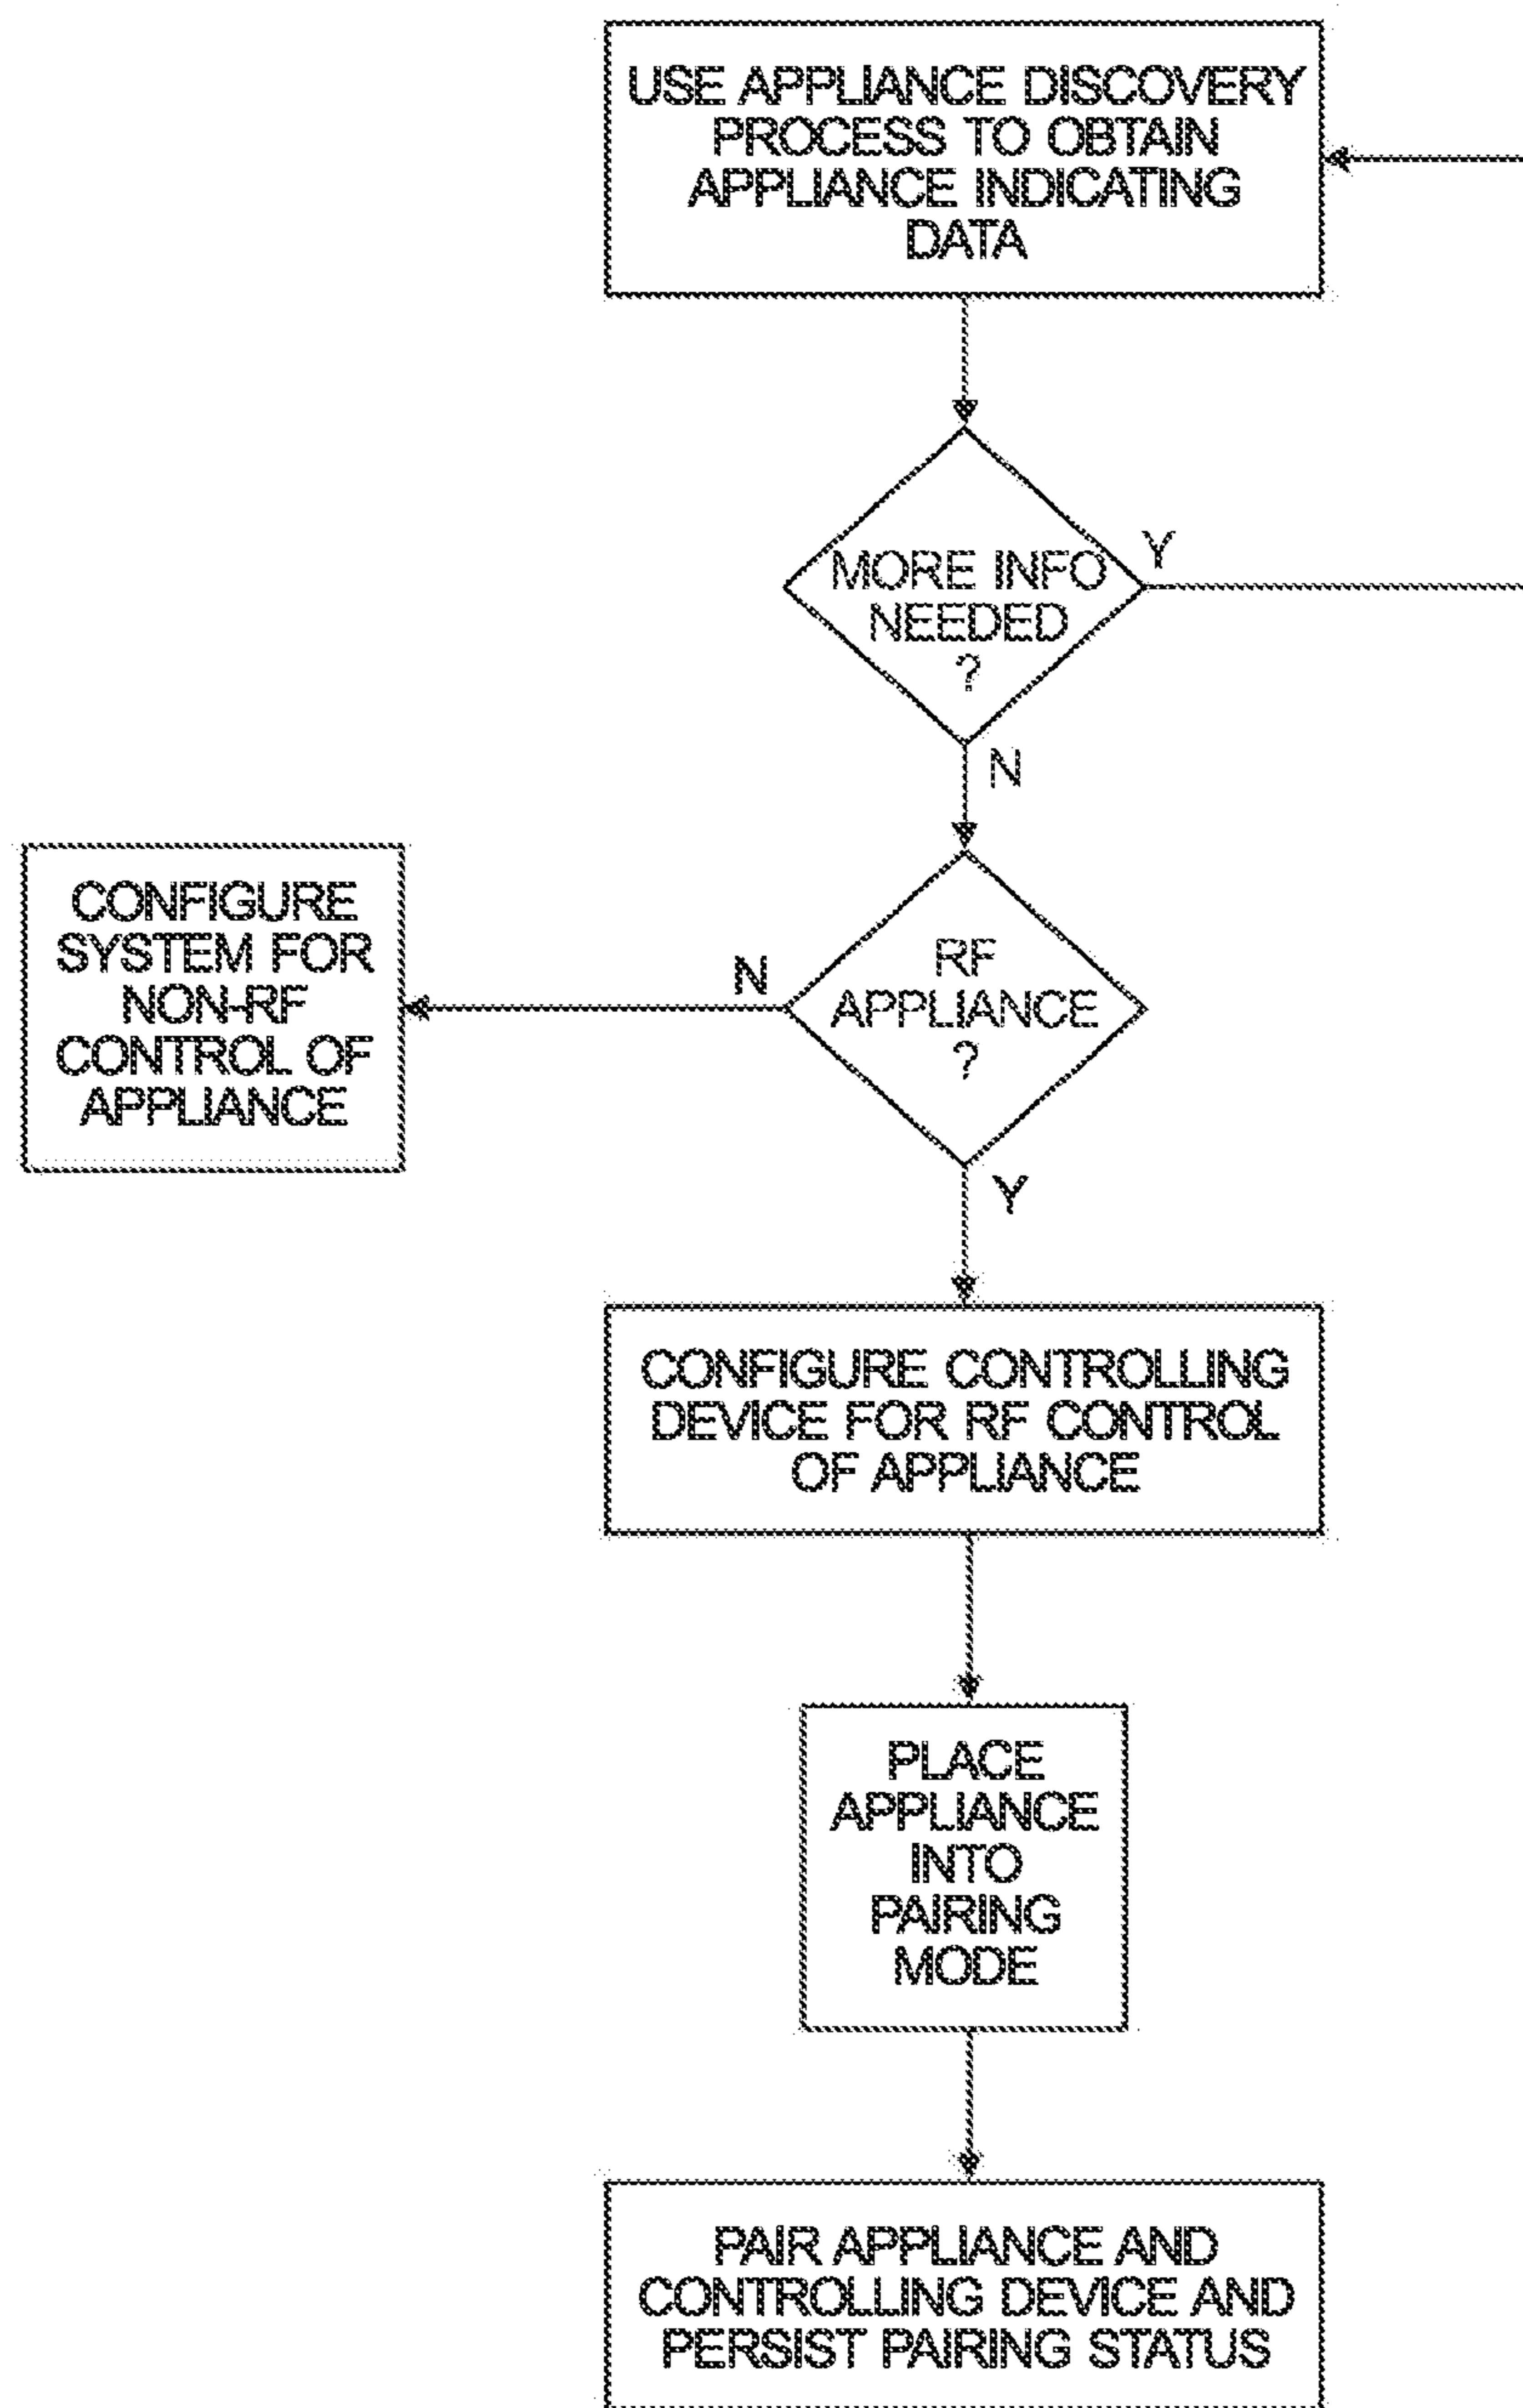 USE APPLIANCE DISCOVERY
PROCESS TO OBTAIN
APPLIANCE INDICATING
DATA
MORE INFO
NEEDED
?
Y
N
RF
APPLIANCE
?
N
CONFIGURE
SYSTEM FOR
NON-RF
CONTROL OF
APPLIANCE
Y
CONFIGURE CONTROLLING
DEVICE FOR RF CONTROL
OF APPLIANCE
PLACE
APPLIANCE
INTO
PAIRING
MODE
PAIR APPLIANCE AND
CONTROLLING DEVICE AND
PERSIST PAIRING STATUS